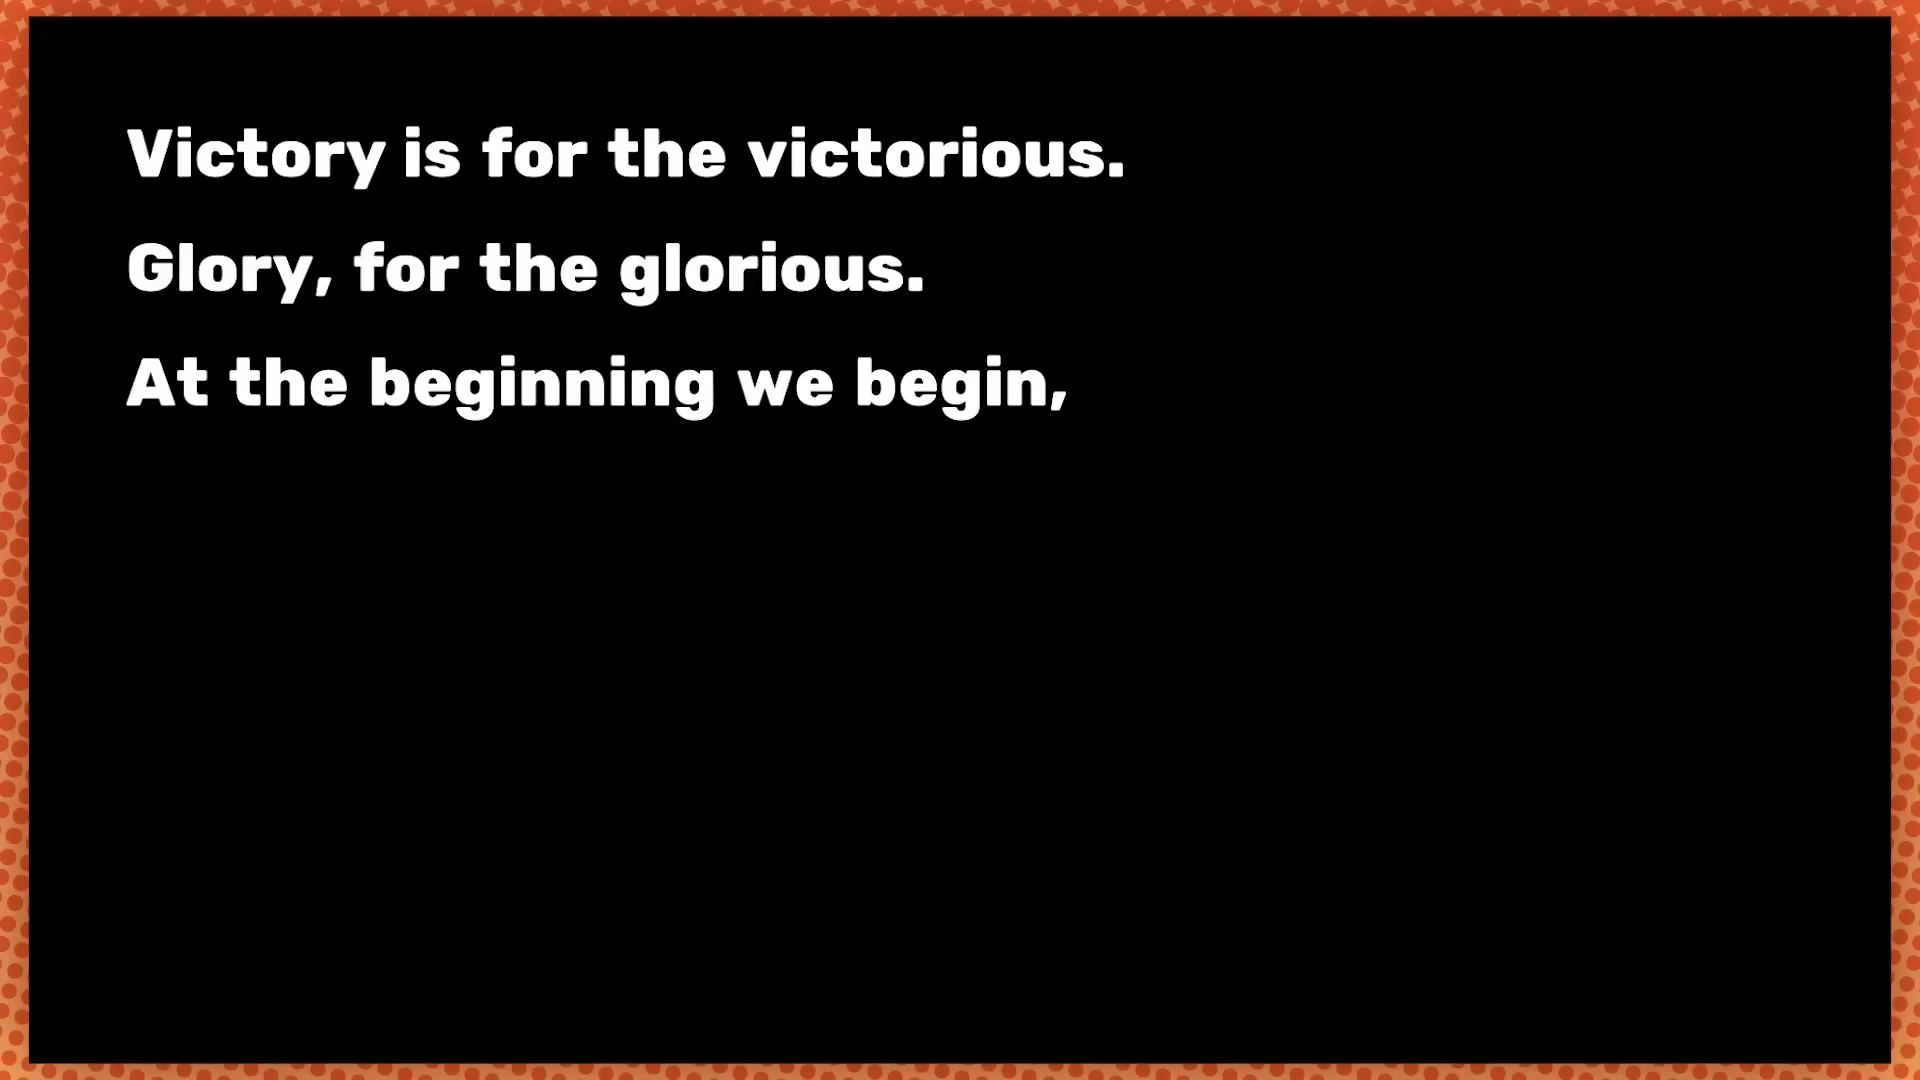 Victory is for the victorious.
Glory, for the glorious.
At the beginning we begin,